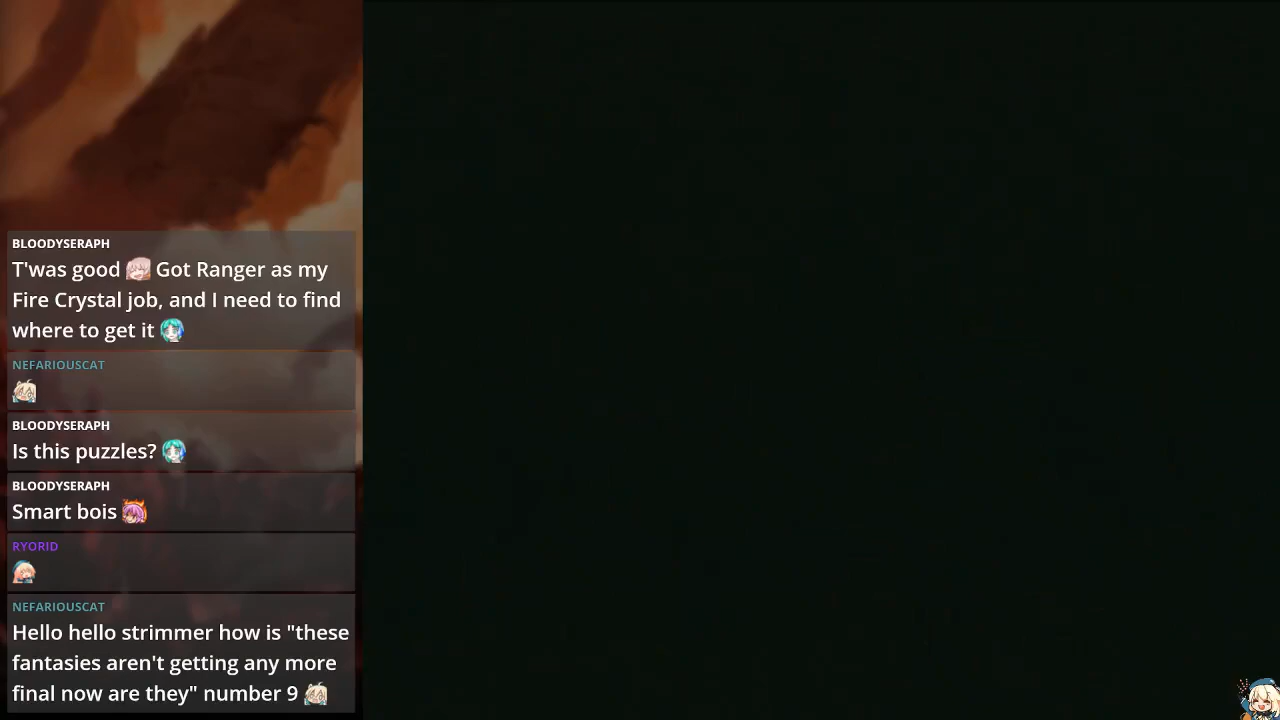 BLOODYSERAPH
T'was good Got Ranger as my
Fire Crystal job, and I need to find
where to get it
NEFARIOUSCAT
BLOODYSERAPH
Is this puzzles?
BLOODYSERAPH
Smart bois
RYORID
NEFARIOUSCAT
Hello hello strimmer how is "these
fantasies aren't getting any more
final now are they" number 9